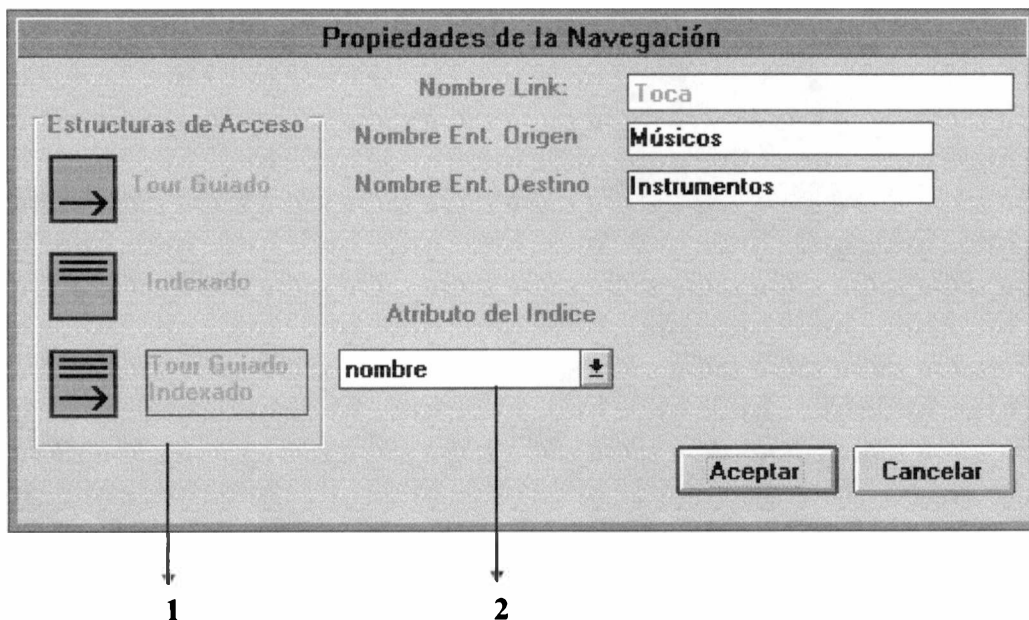 Propiedades de la Navegación
Nombre Link:
Toca
Estructuras de Acceso
Nombre Ent. Origen
Músicos
Tour Guiado
Nombre Ent. Destino
Instrumentos
Indexado
Atributo del Indice
Tour Guiado
Indexado
nombre
Aceptar
Cancelar
1
2